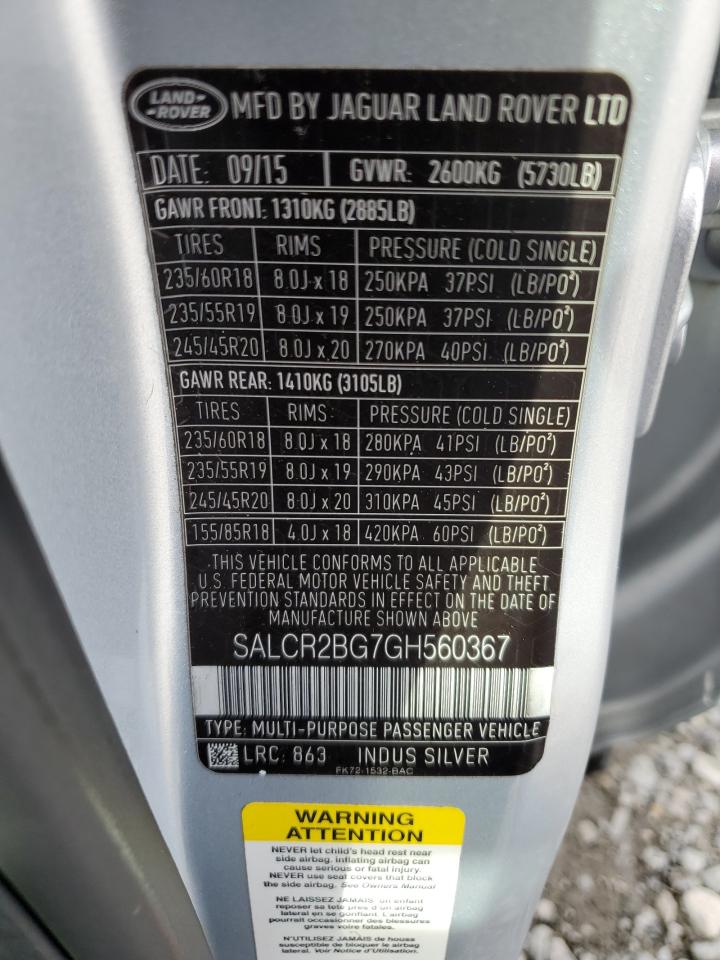 LAND- -ROVER MFD BY JAGUAR LAND ROVER LTD
DATE: 09/15 GVWR: 2600KG (5730LB)
GAWR FRONT: 1310KG (2885LB)
TIRES RIMS PRESSURE (COLD SINGLE)
235/60R18 8.0J x 18 250KPA 37PSI (LB/PO²)
235/55R19 8.0J x 19 250KPA 37PSI (LB/PO²)
245/45R20 8.0J x 20 270KPA 40PSI (LB/PO²)
GAWR REAR: 1410KG (3105LB)
TIRES RIMS PRESSURE (COLD SINGLE)
235/60R18 8.0J x 18 280KPA 41PSI (LB/PO²)
235/55R19 8.0J x 19 290KPA 43PSI (LB/PO²)
245/45R20 8.0J x 20 310KPA 45PSI (LB/PO²)
155/85R18 4.0J x 18 420KPA 60PSI (LB/PO²)
THIS VEHICLE CONFORMS TO ALL APPLICABLE
U.S. FEDERAL MOTOR VEHICLE SAFETY AND THEFT
PREVENTION STANDARDS IN EFFECT ON THE DATE OF
MANUFACTURE SHOWN ABOVE
SALCR2BG7GH560367
TYPE: MULTI-PURPOSE PASSENGER VEHICLE
LRC: 863 INDUS SILVER
FK72-1532-BAC
WARNING
ATTENTION
NEVER let child's head rest near
side airbag, inflating airbag can
cause serious or fatal injury.
NEVER use seat covers that block
the side airbag. See Owners Manual
NE LAISSEZ JAMAIS un enfant
reposer sa tete pres d'un airbag
lateral en se gonflant. L'airbag
pourrait occasionner des blessures
graves voire fatales.
N'UTILISEZ JAMAIS de housse
susceptible de bloquer l'airbag
lateral. Voir Notice d'Utilisation.